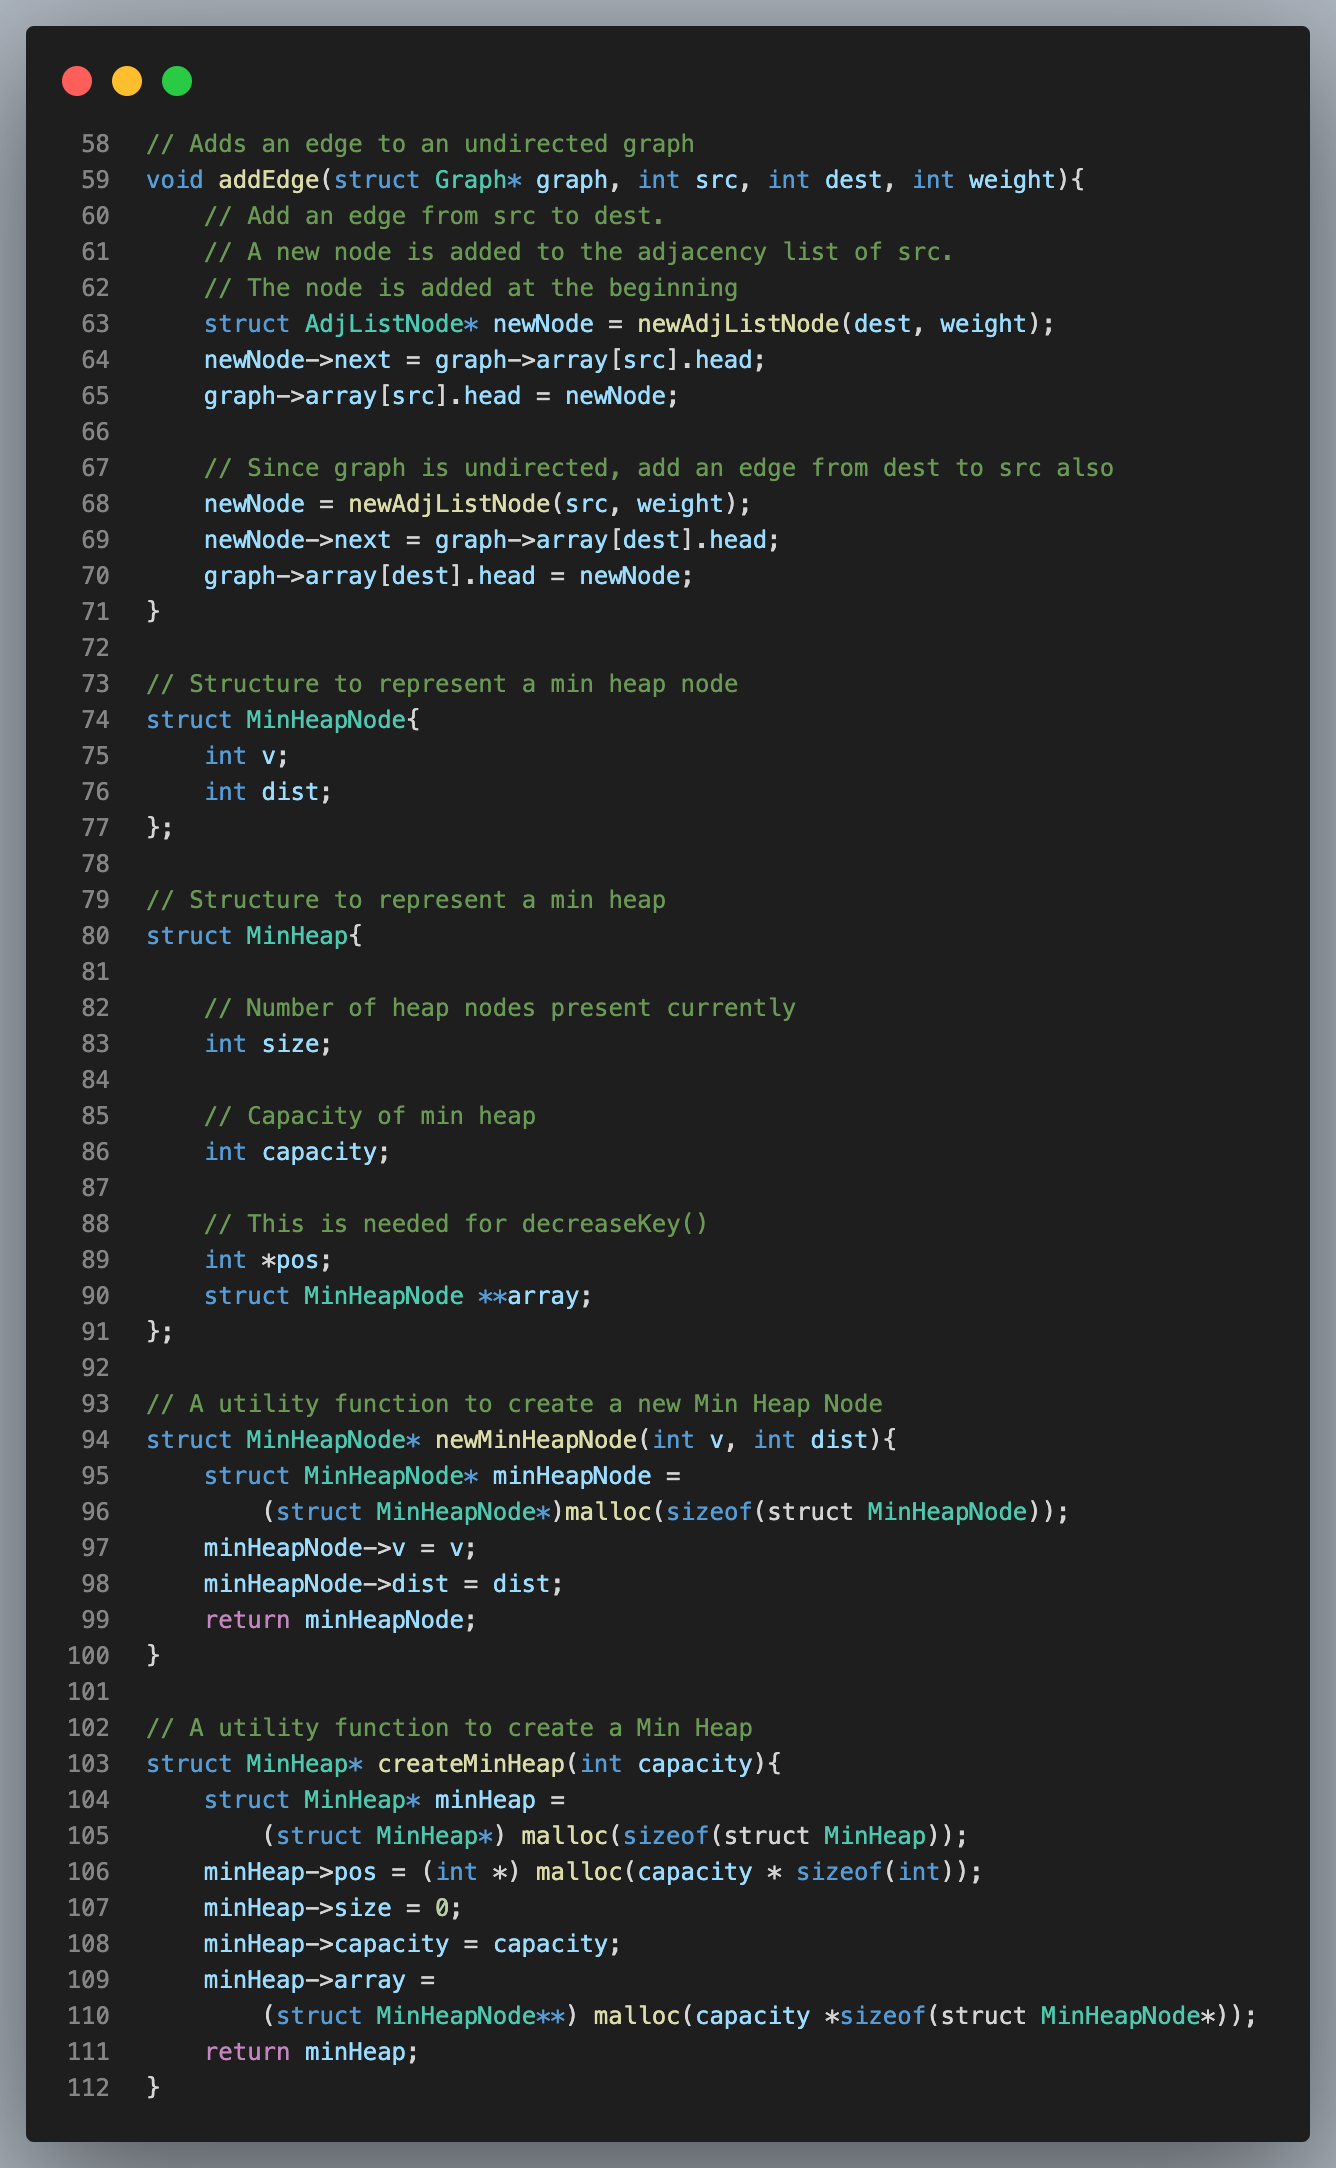 58 // Adds an edge to an undirected graph
59 void addEdge(struct Graph* graph, int src, int dest, int weight){
60     // Add an edge from src to dest.
61     // A new node is added to the adjacency list of src.
62     // The node is added at the beginning
63     struct AdjListNode* newNode = newAdjListNode(dest, weight);
64     newNode->next = graph->array[src].head;
65     graph->array[src].head = newNode;
66
67     // Since graph is undirected, add an edge from dest to src also
68     newNode = newAdjListNode(src, weight);
69     newNode->next = graph->array[dest].head;
70     graph->array[dest].head = newNode;
71 }
72
73 // Structure to represent a min heap node
74 struct MinHeapNode{
75     int v;
76     int dist;
77 };
78
79 // Structure to represent a min heap
80 struct MinHeap{
81
82     // Number of heap nodes present currently
83     int size;
84
85     // Capacity of min heap
86     int capacity;
87
88     // This is needed for decreaseKey()
89     int *pos;
90     struct MinHeapNode **array;
91 };
92
93 // A utility function to create a new Min Heap Node
94 struct MinHeapNode* newMinHeapNode(int v, int dist){
95     struct MinHeapNode* minHeapNode =
96         (struct MinHeapNode*)malloc(sizeof(struct MinHeapNode));
97     minHeapNode->v = v;
98     minHeapNode->dist = dist;
99     return minHeapNode;
100 }
101
102 // A utility function to create a Min Heap
103 struct MinHeap* createMinHeap(int capacity){
104     struct MinHeap* minHeap =
105         (struct MinHeap*) malloc(sizeof(struct MinHeap));
106     minHeap->pos = (int *) malloc(capacity * sizeof(int));
107     minHeap->size = 0;
108     minHeap->capacity = capacity;
109     minHeap->array =
110         (struct MinHeapNode**) malloc(capacity *sizeof(struct MinHeapNode*));
111     return minHeap;
112 }